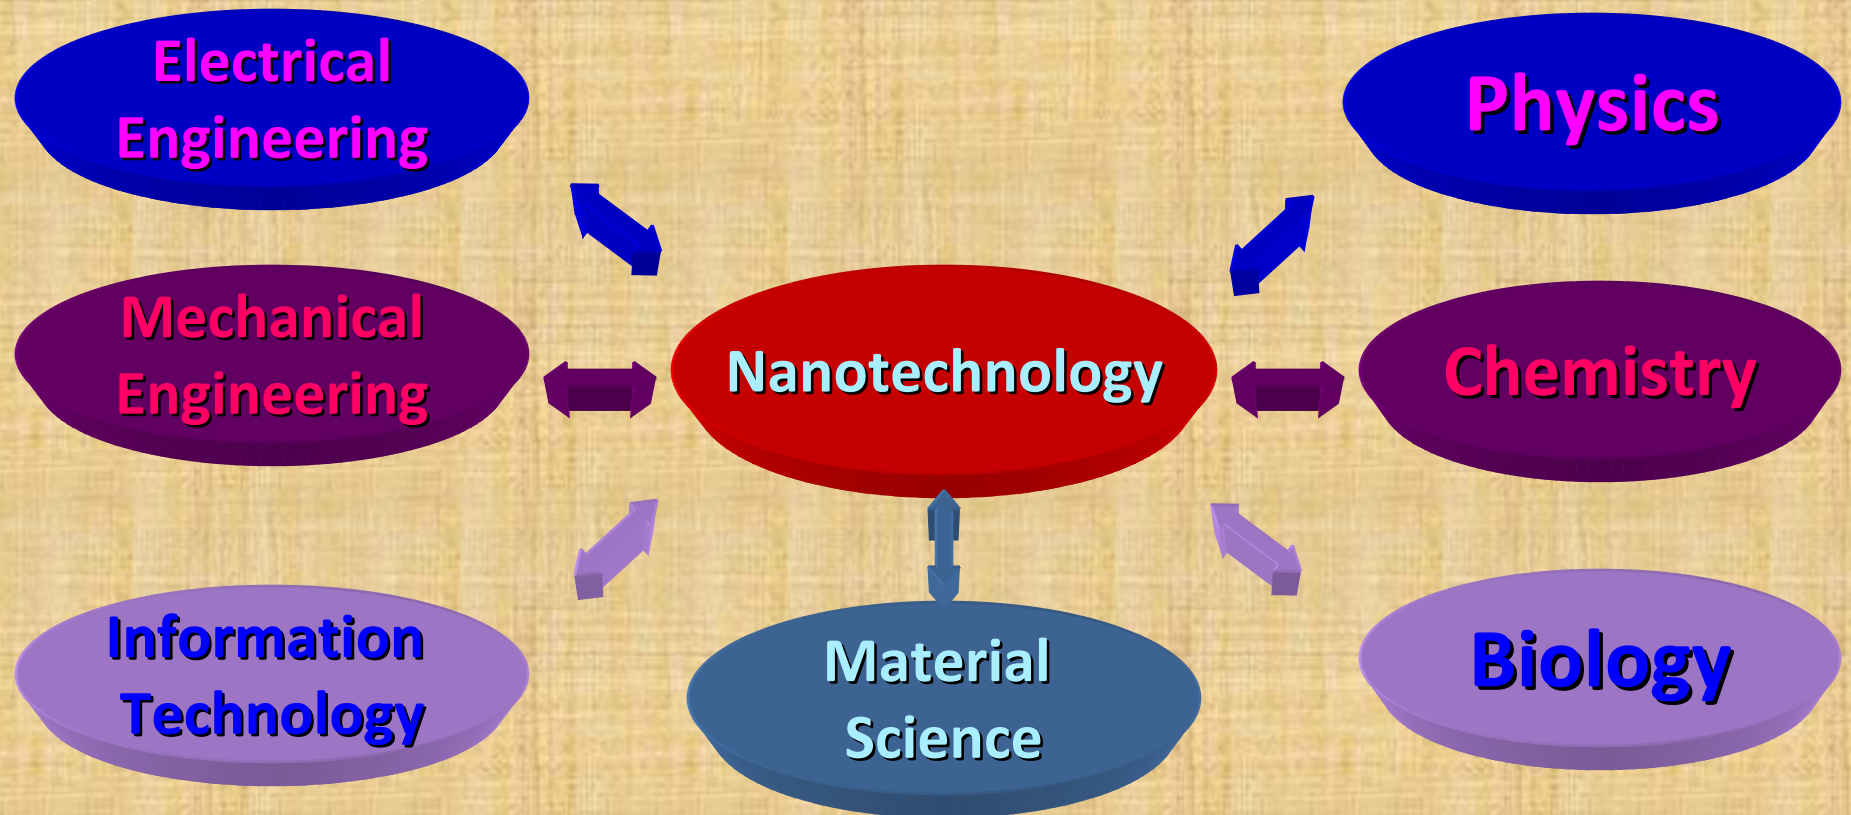 Electrical
Engineering
Physics
Mechanical
Engineering
Nanotechnology
Chemistry
Information
Technology
Material
Science
Biology